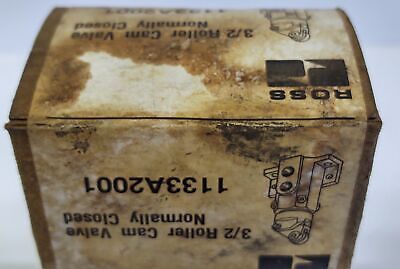 3/2 Roller Cam Valve
Normally Closed
1133A2001
ROSS
3/2 Roller Cam Valve
Normally Closed